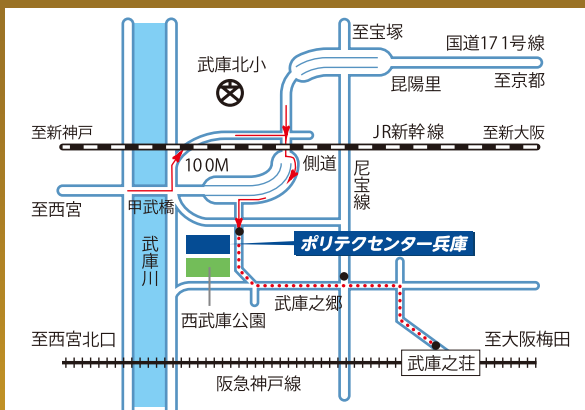 至宝塚
国道171号線
武庫北小
昆陽里
至京都
至新神戸
JR新幹線
至新大阪
100M
側道
尼宝線
至西宮
甲武橋
武庫川
ポリテクセンター兵庫
武庫之郷
西武庫公園
至西宮北口
至大阪梅田
武庫之荘
阪急神戸線